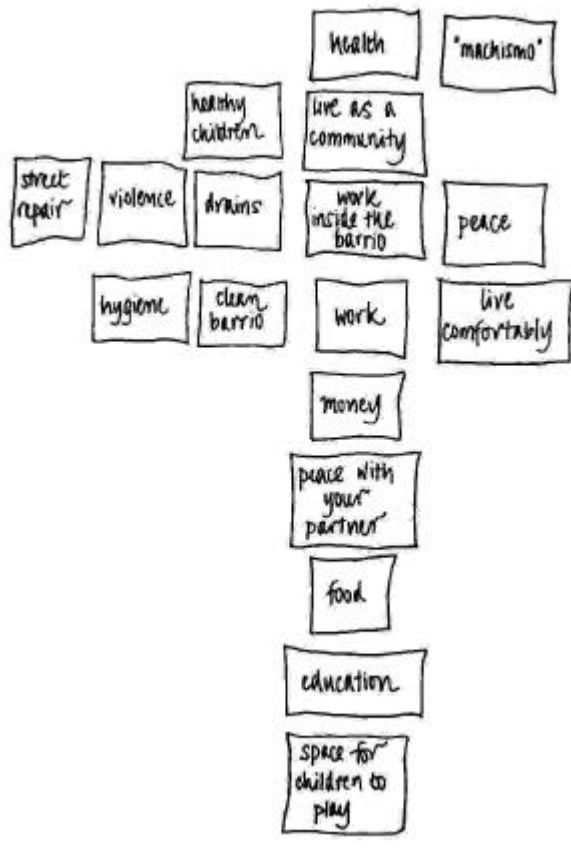 health
"machismo"
healthy
children
live as a
community
street
repair
violence
drains
work
inside the
barrio
peace
hygiene
clean
barrio
work
live
comfortably
money
peace with
your
partner
food
education
space for
children to
play